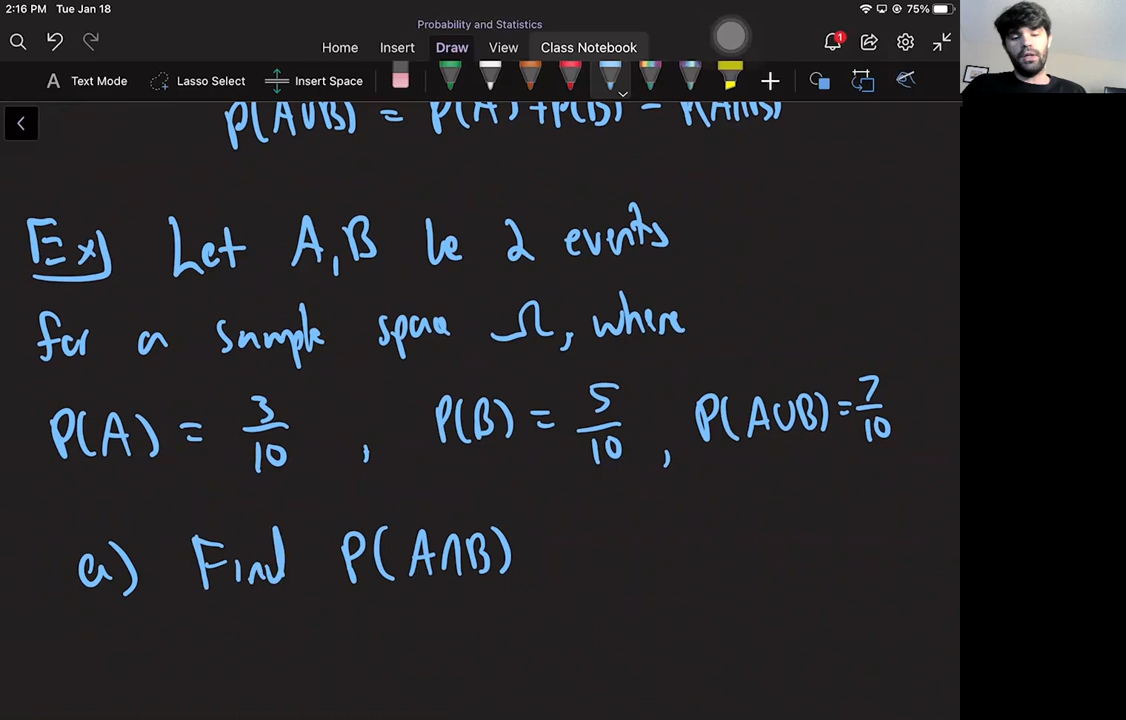 2:16 PM Tue Jan 18
75%
Probability and Statistics
Home Insert Draw View Class Notebook
1
Text Mode Lasso Select Insert Space
P(A∪B) = P(A) + P(B) - P(A∩B)
Ex) Let A,B be 2 events
for a sample space Ω, where
P(A) = 3/10 , P(B) = 5/10 , P(A∪B) = 7/10
a) Find P(A∩B)